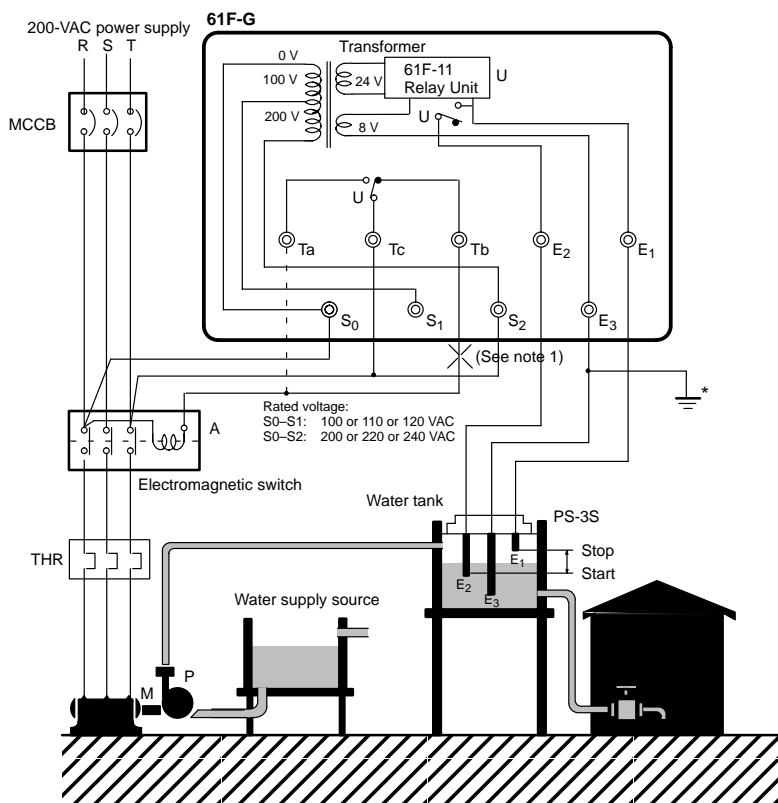 61F-G
200-VAC power supply
R S T
MCCB
0 V
100 V
200 V
Transformer
24 V
8 V
61F-11
Relay Unit
U
U
U
Ta
Tc
Tb
E2
E1
S0
S1
S2
E3
(See note 1)
*
A
Rated voltage:
S0–S1: 100 or 110 or 120 VAC
S0–S2: 200 or 220 or 240 VAC
Electromagnetic switch
THR
Water tank
PS-3S
E1
E2
E3
Stop
Start
Water supply source
M
P